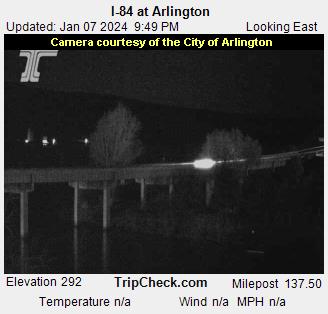 I-84 at Arlington
Updated: Jan 07 2024 9:49 PM Looking East
Camera courtesy of the City of Arlington
Elevation 292 TripCheck.com Milepost 137.50
Temperature n/a Wind n/a MPH n/a